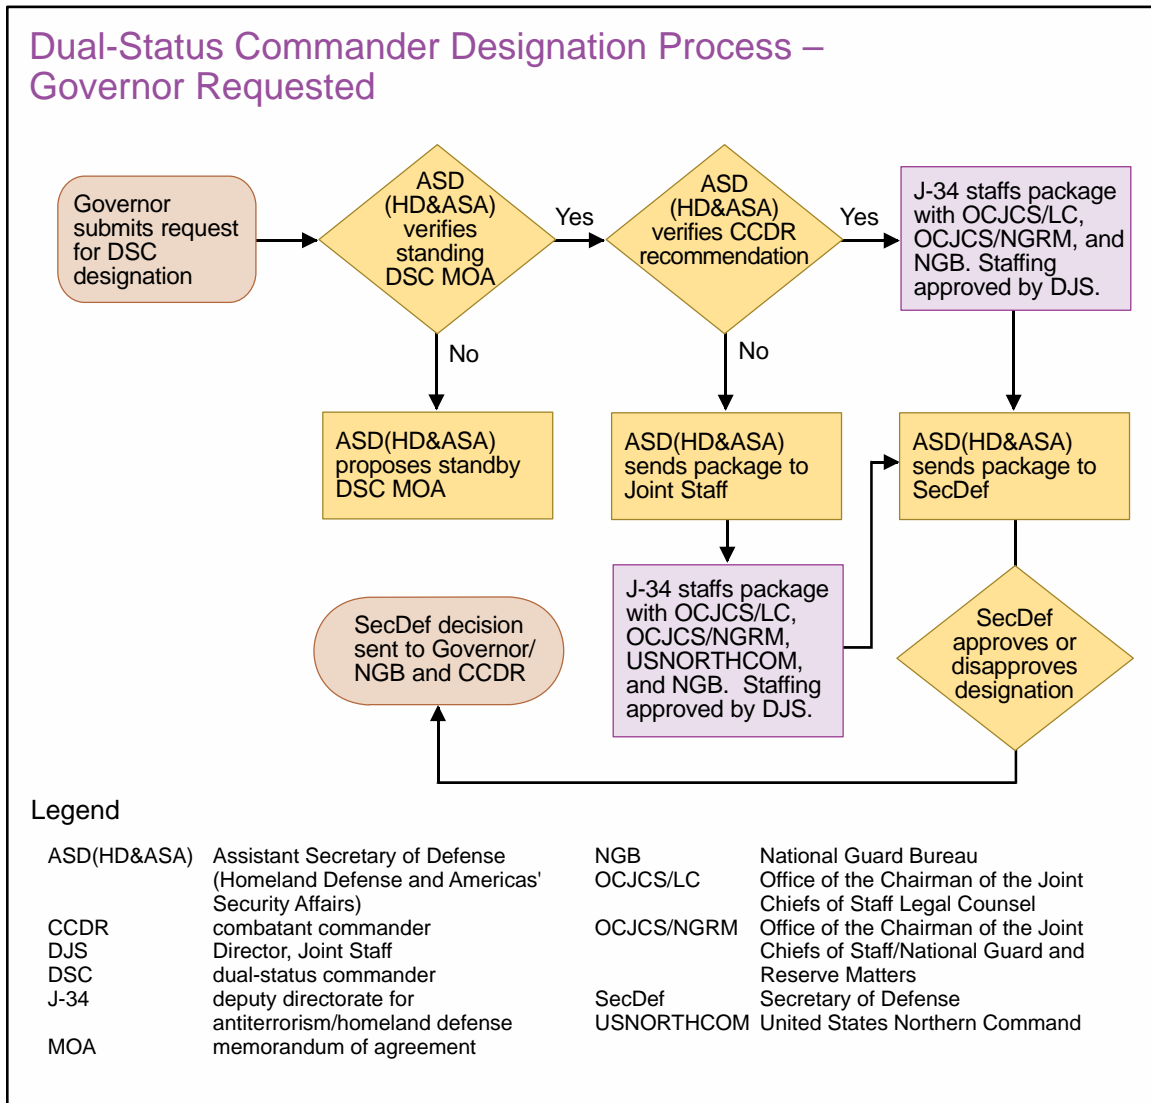 Dual-Status Commander Designation Process –
Governor Requested
Governor
submits request
for DSC
designation
ASD
(HD&ASA)
verifies
standing
DSC MOA
Yes
ASD
(HD&ASA)
verifies CCDR
recommendation
Yes
J-34 staffs package
with OCJCS/LC,
OCJCS/NGRM, and
NGB. Staffing
approved by DJS.
No
No
ASD(HD&ASA)
proposes standby
DSC MOA
ASD(HD&ASA)
sends package to
Joint Staff
ASD(HD&ASA)
sends package to
SecDef
SecDef decision
sent to Governor/
NGB and CCDR
J-34 staffs package
with OCJCS/LC,
OCJCS/NGRM,
USNORTHCOM,
and NGB.  Staffing
approved by DJS.
SecDef
approves or
disapproves
designation
Legend
ASD(HD&ASA) Assistant Secretary of Defense
(Homeland Defense and Americas'
Security Affairs)
CCDR combatant commander
DJS Director, Joint Staff
DSC dual-status commander
J-34 deputy directorate for
antiterrorism/homeland defense
MOA memorandum of agreement
NGB National Guard Bureau
OCJCS/LC Office of the Chairman of the Joint
Chiefs of Staff Legal Counsel
OCJCS/NGRM Office of the Chairman of the Joint
Chiefs of Staff/National Guard and
Reserve Matters
SecDef Secretary of Defense
USNORTHCOM United States Northern Command